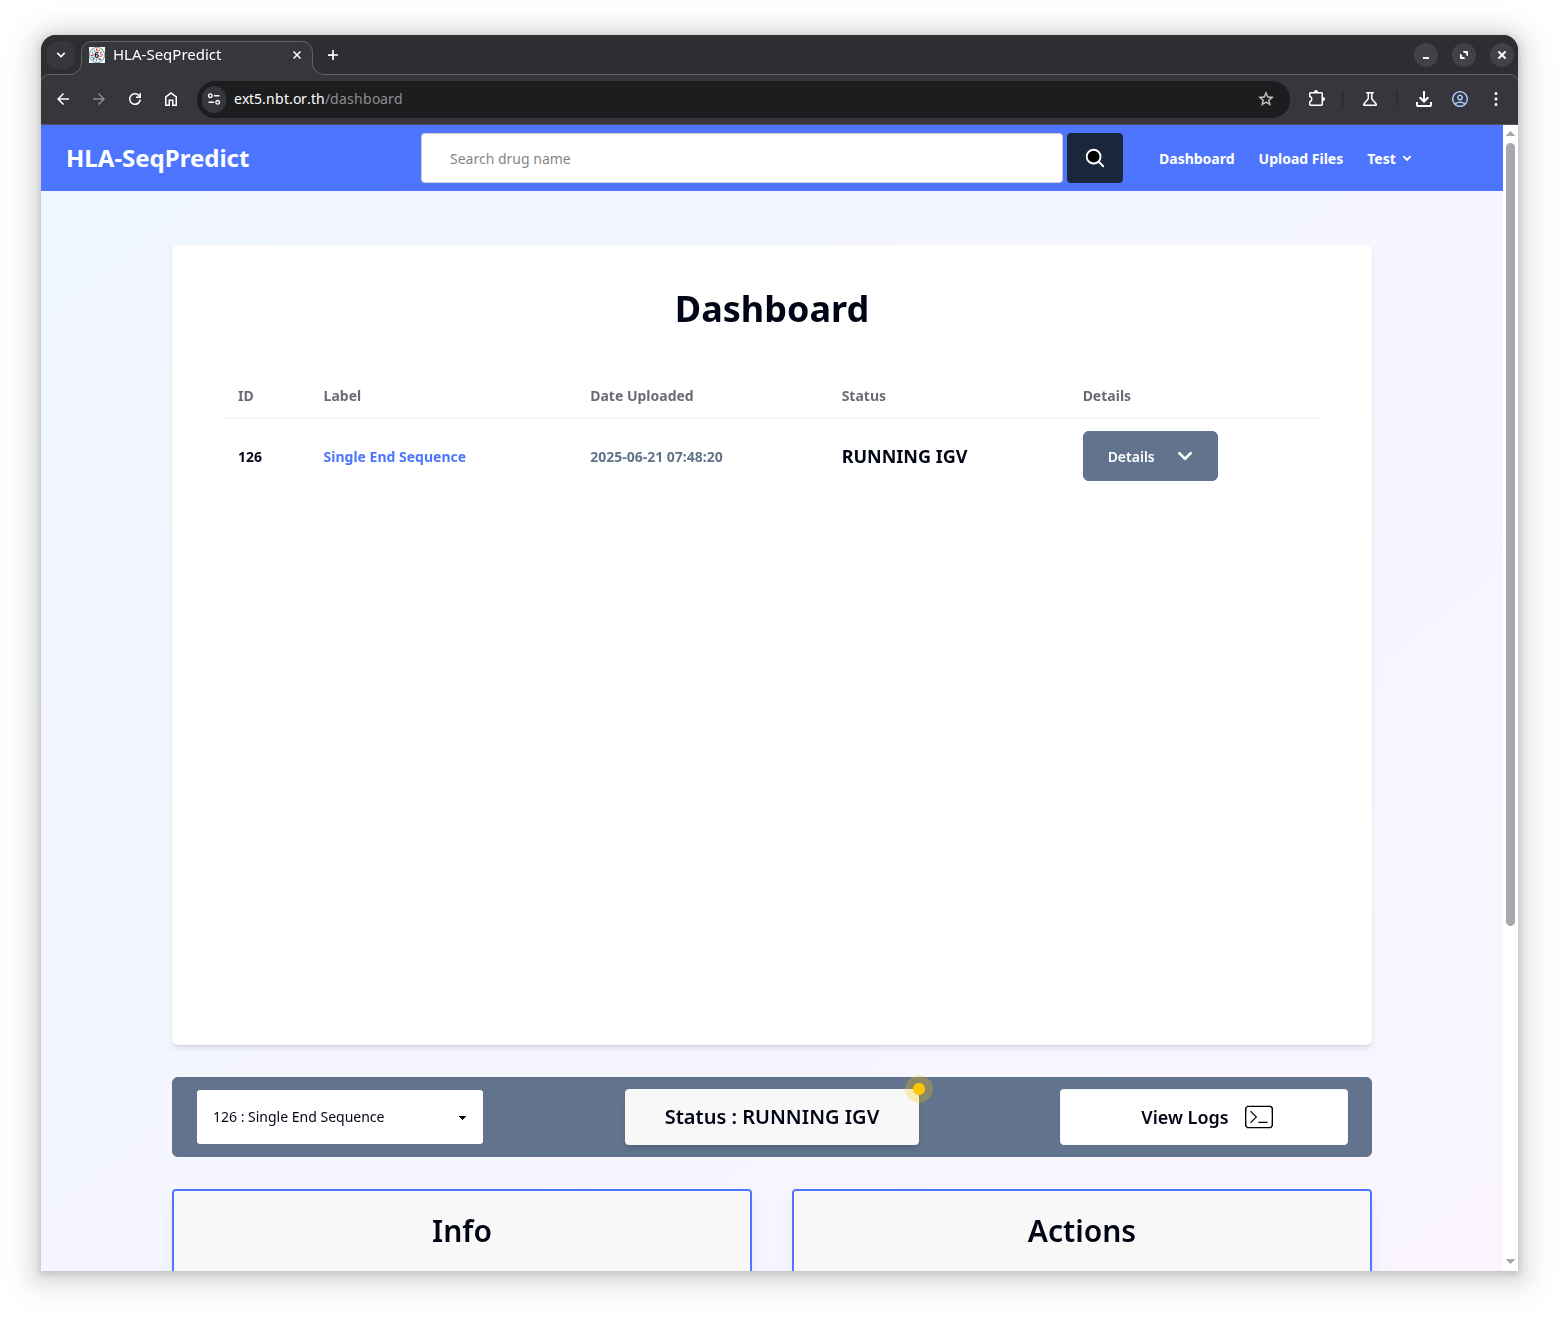 HLA-SeqPredict
ext5.nbt.or.th/dashboard
HLA-SeqPredict
Search drug name
Dashboard
Upload Files
Test
Dashboard
ID Label Date Uploaded Status Details
126 Single End Sequence 2025-06-21 07:48:20 RUNNING IGV Details
126 : Single End Sequence
Status : RUNNING IGV
View Logs
Info
Actions